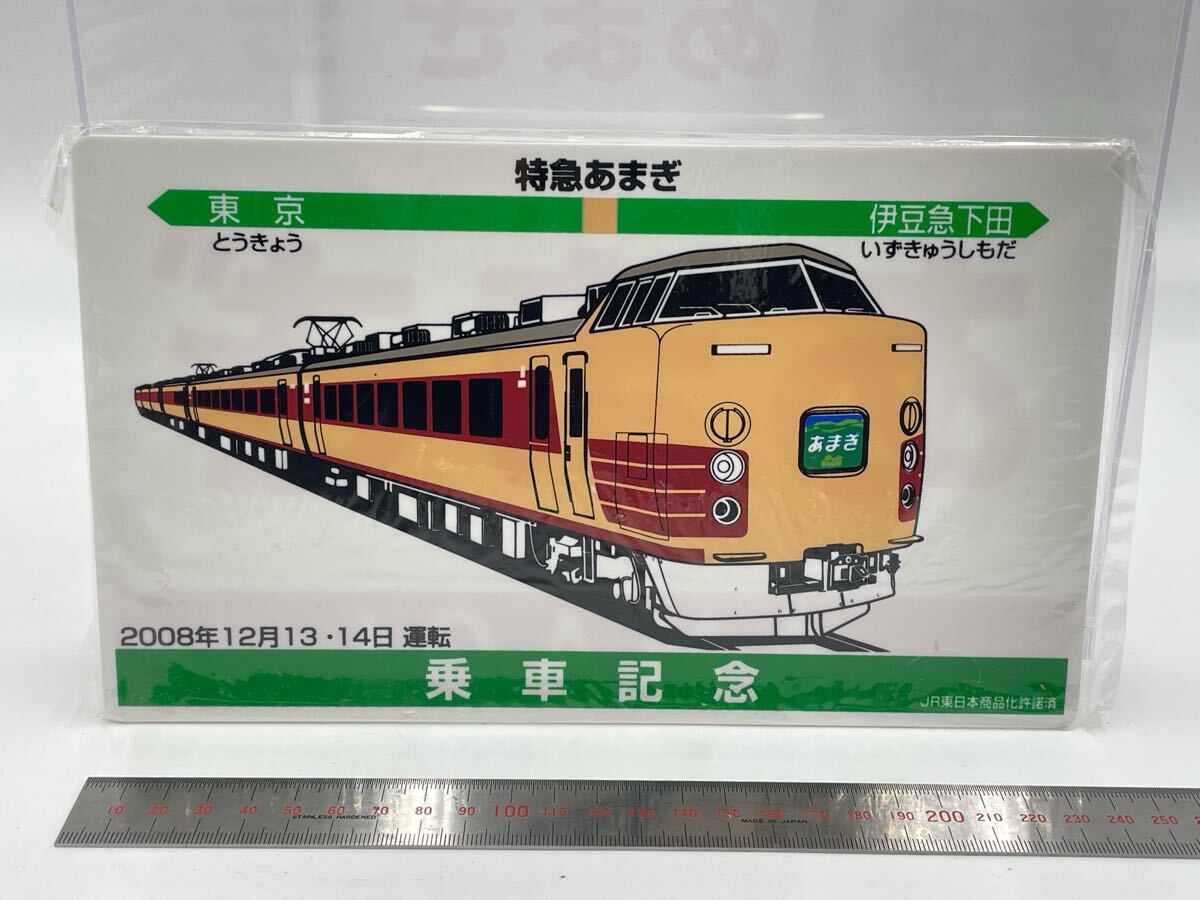 あまぎ
特急あまぎ
東京
とうきょう
伊豆急下田
いずきゅうしもだ
あまぎ
2008年12月13・14日 運転
乗車記念
JR東日本商品化許諾済
10 20 30 40 50 60 70 80 90 100 110 120 130 140 150 160 170 180 190 200 210 220 230 240 250
STAINLESS HARDENED
MADE IN JAPAN